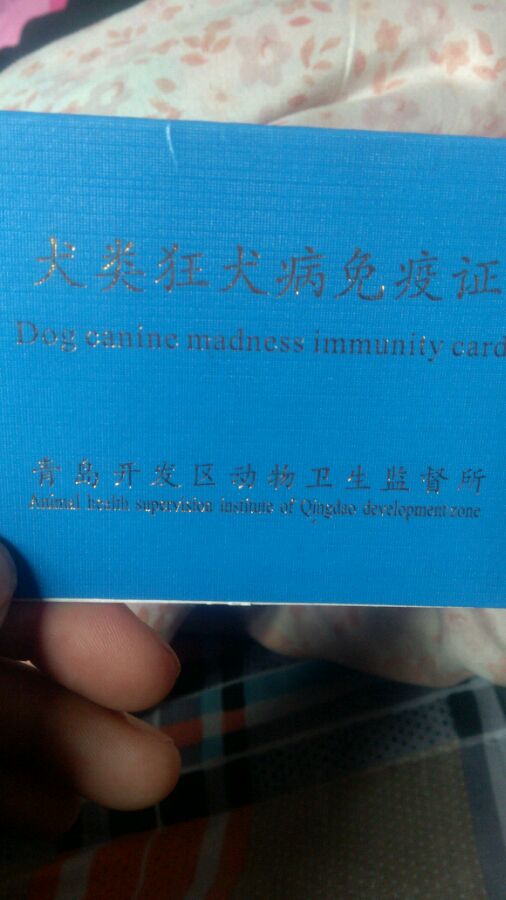 犬类狂犬病免疫证
Dog canine madness immunity card
青岛开发区动物卫生监督所
Animal health supervision institute of Qingdao development zone